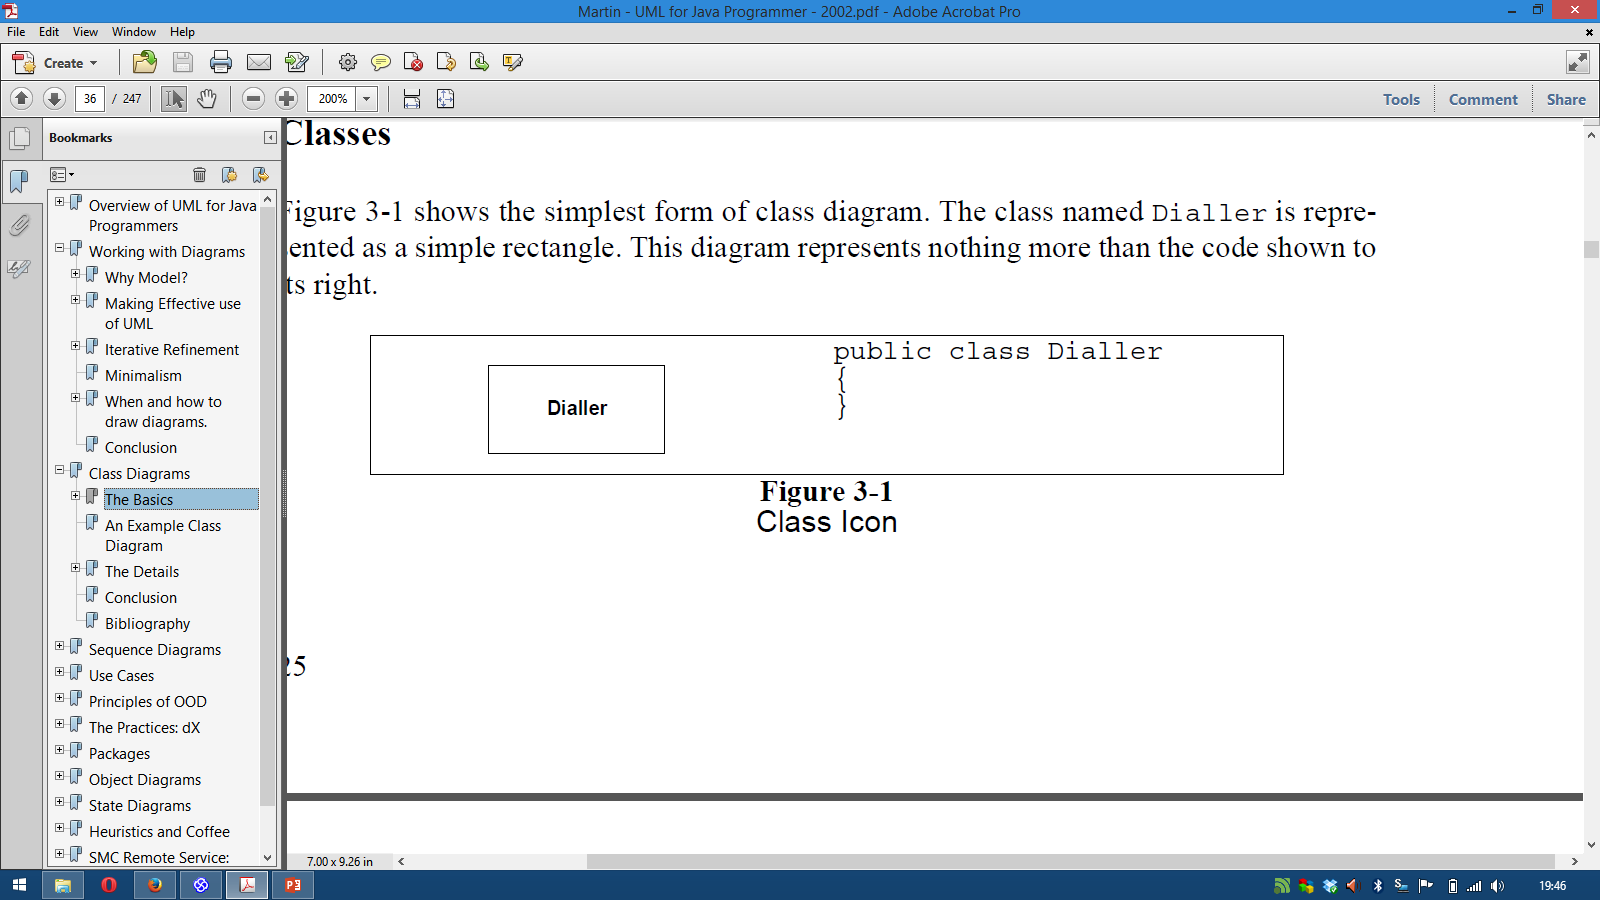 Martin - UML for Java Programmer - 2002.pdf - Adobe Acrobat Pro
File Edit View Window Help
Create
36 / 247
200%
Tools Comment Share
Bookmarks
Overview of UML for Java
Programmers
Working with Diagrams
Why Model?
Making Effective use
of UML
Iterative Refinement
Minimalism
When and how to
draw diagrams.
Conclusion
Class Diagrams
The Basics
An Example Class
Diagram
The Details
Conclusion
Bibliography
Sequence Diagrams
Use Cases
Principles of OOD
The Practices: dX
Packages
Object Diagrams
State Diagrams
Heuristics and Coffee
SMC Remote Service:
Classes
Figure 3-1 shows the simplest form of class diagram. The class named Dialler is repre-
sented as a simple rectangle. This diagram represents nothing more than the code shown to
its right.
Dialler
public class Dialler
{
}
Figure 3-1
Class Icon
25
7.00 x 9.26 in
19:46